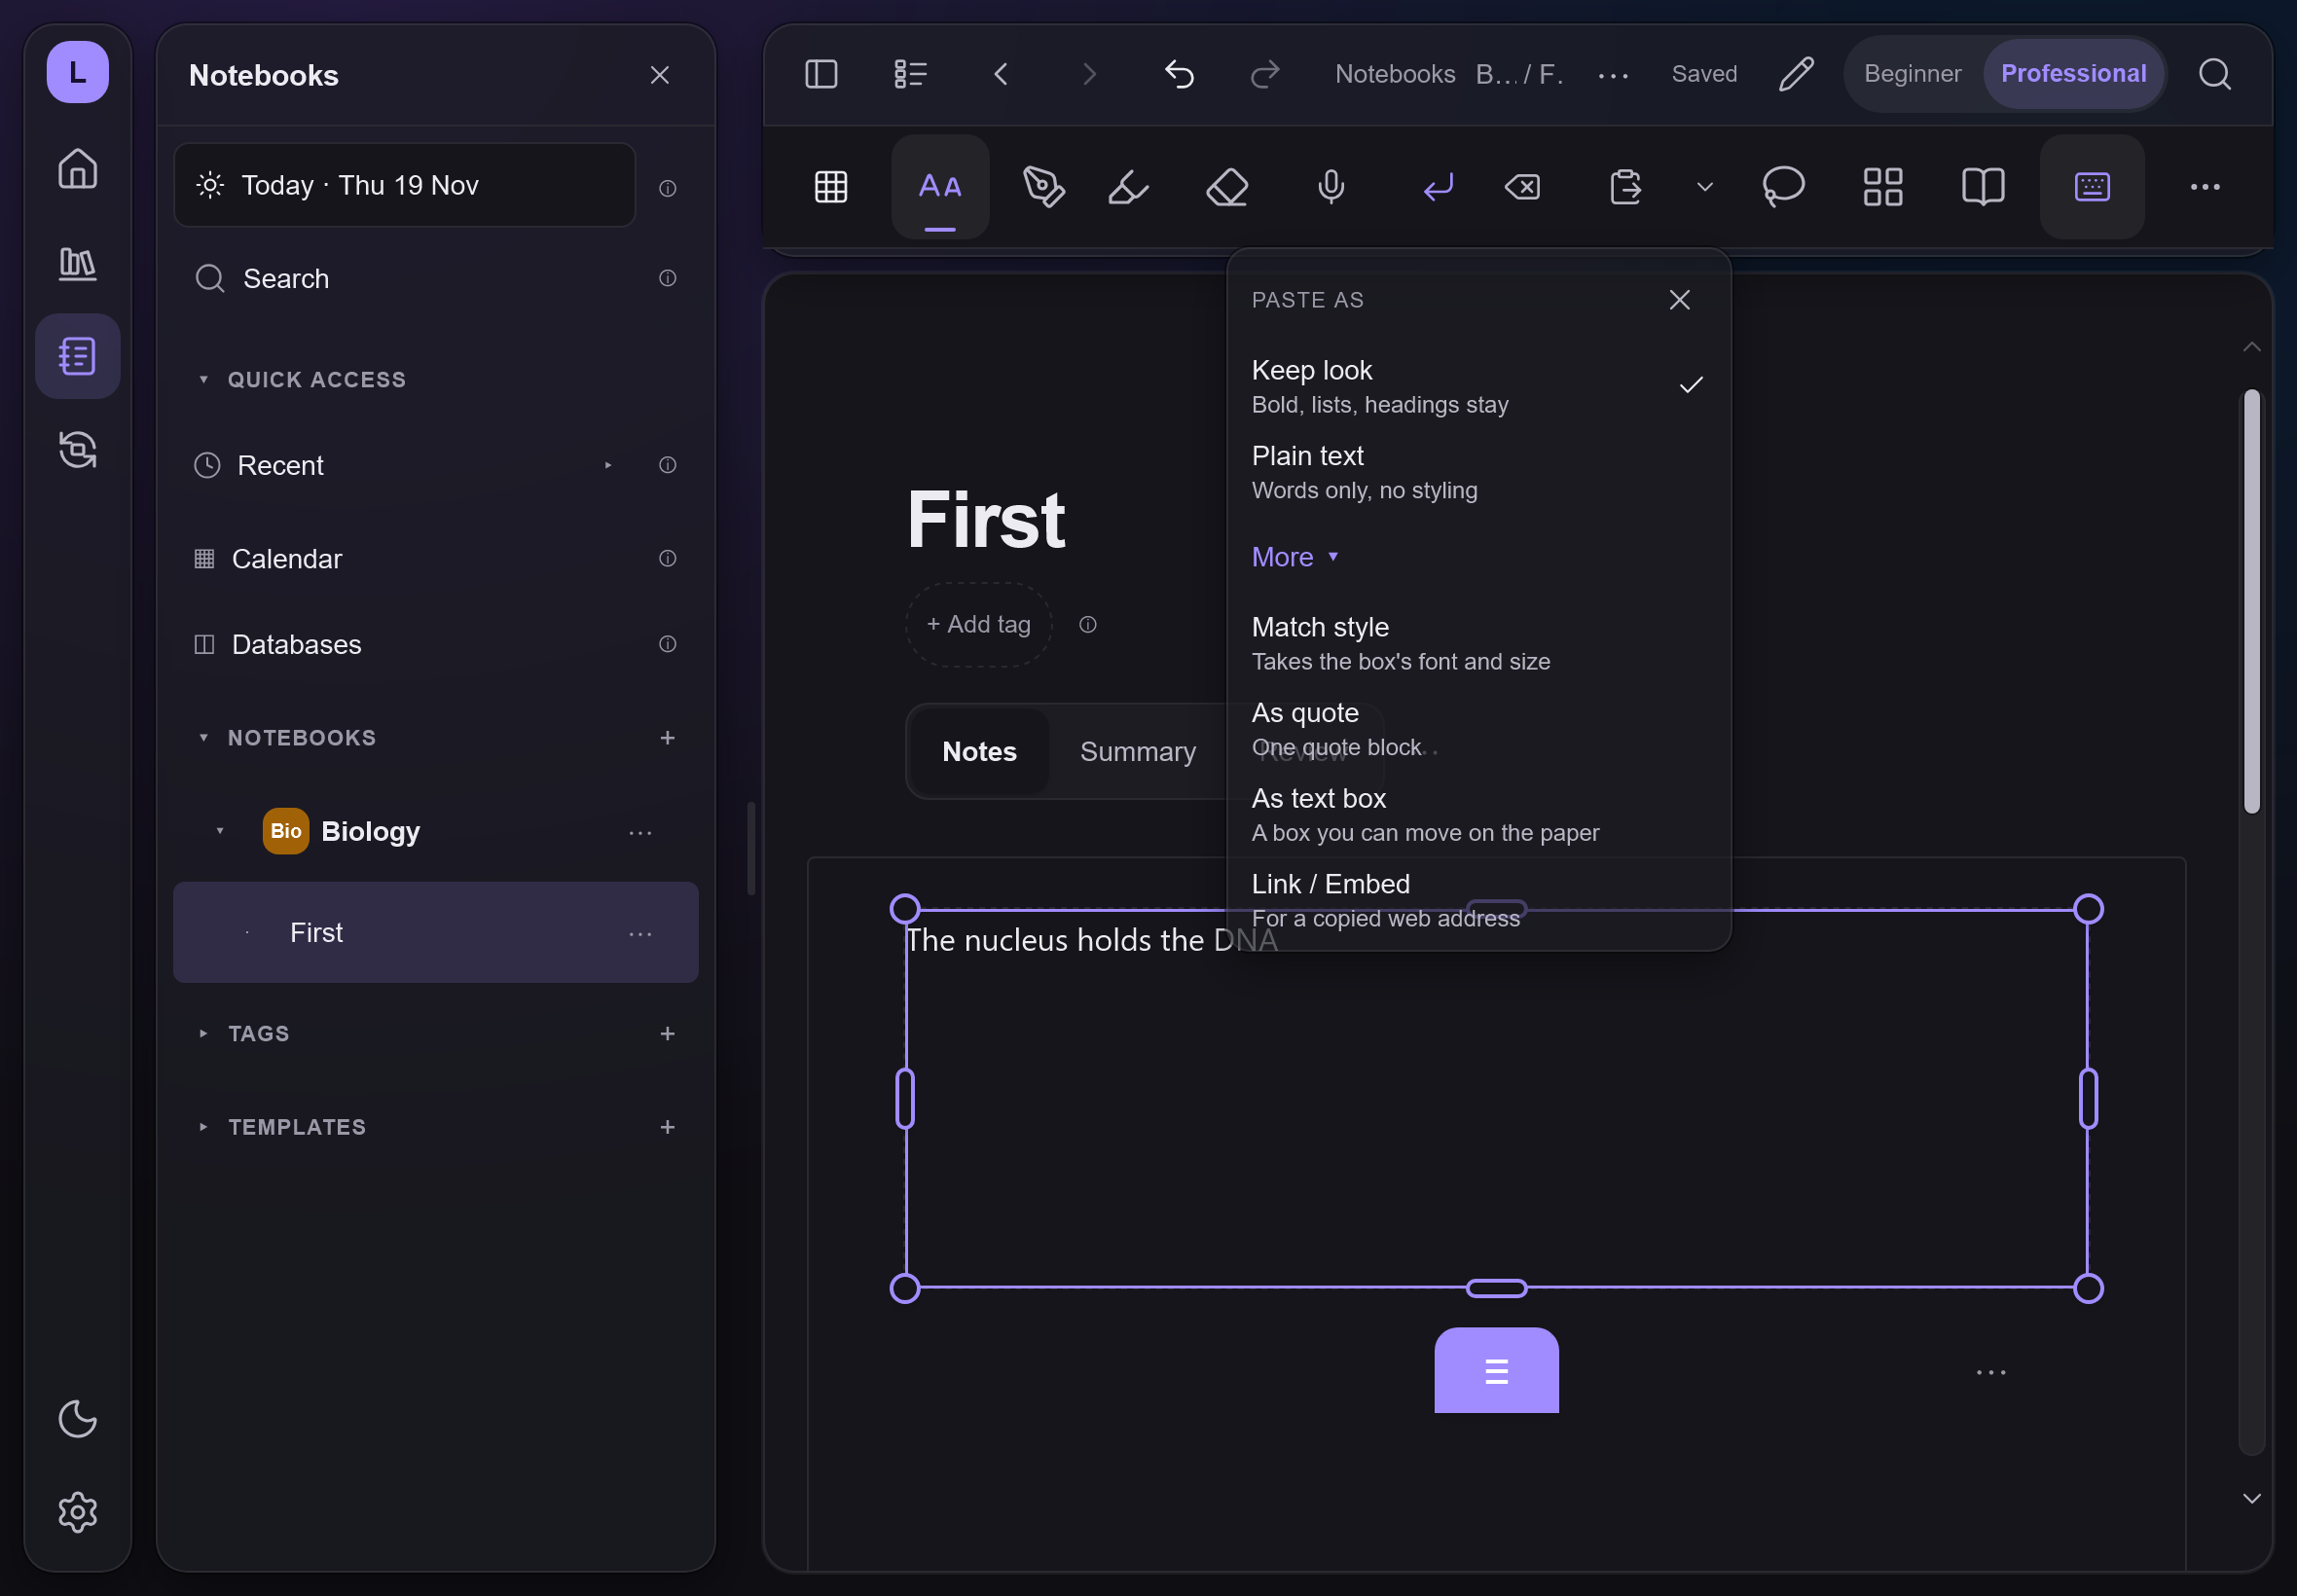 L
Notebooks
Today · Thu 19 Nov
Search
QUICK ACCESS
Recent
Calendar
Databases
NOTEBOOKS
Bio Biology
First
TAGS
TEMPLATES
Notebooks B... / F. ... Saved Beginner Professional
AA
PASTE AS
Keep look
Bold, lists, headings stay
Plain text
Words only, no styling
More
Match style
Takes the box's font and size
As quote
One quote block
As text box
A box you can move on the paper
Link / Embed
For a copied web address
First
+ Add tag
Notes Summary Review
The nucleus holds the DNA